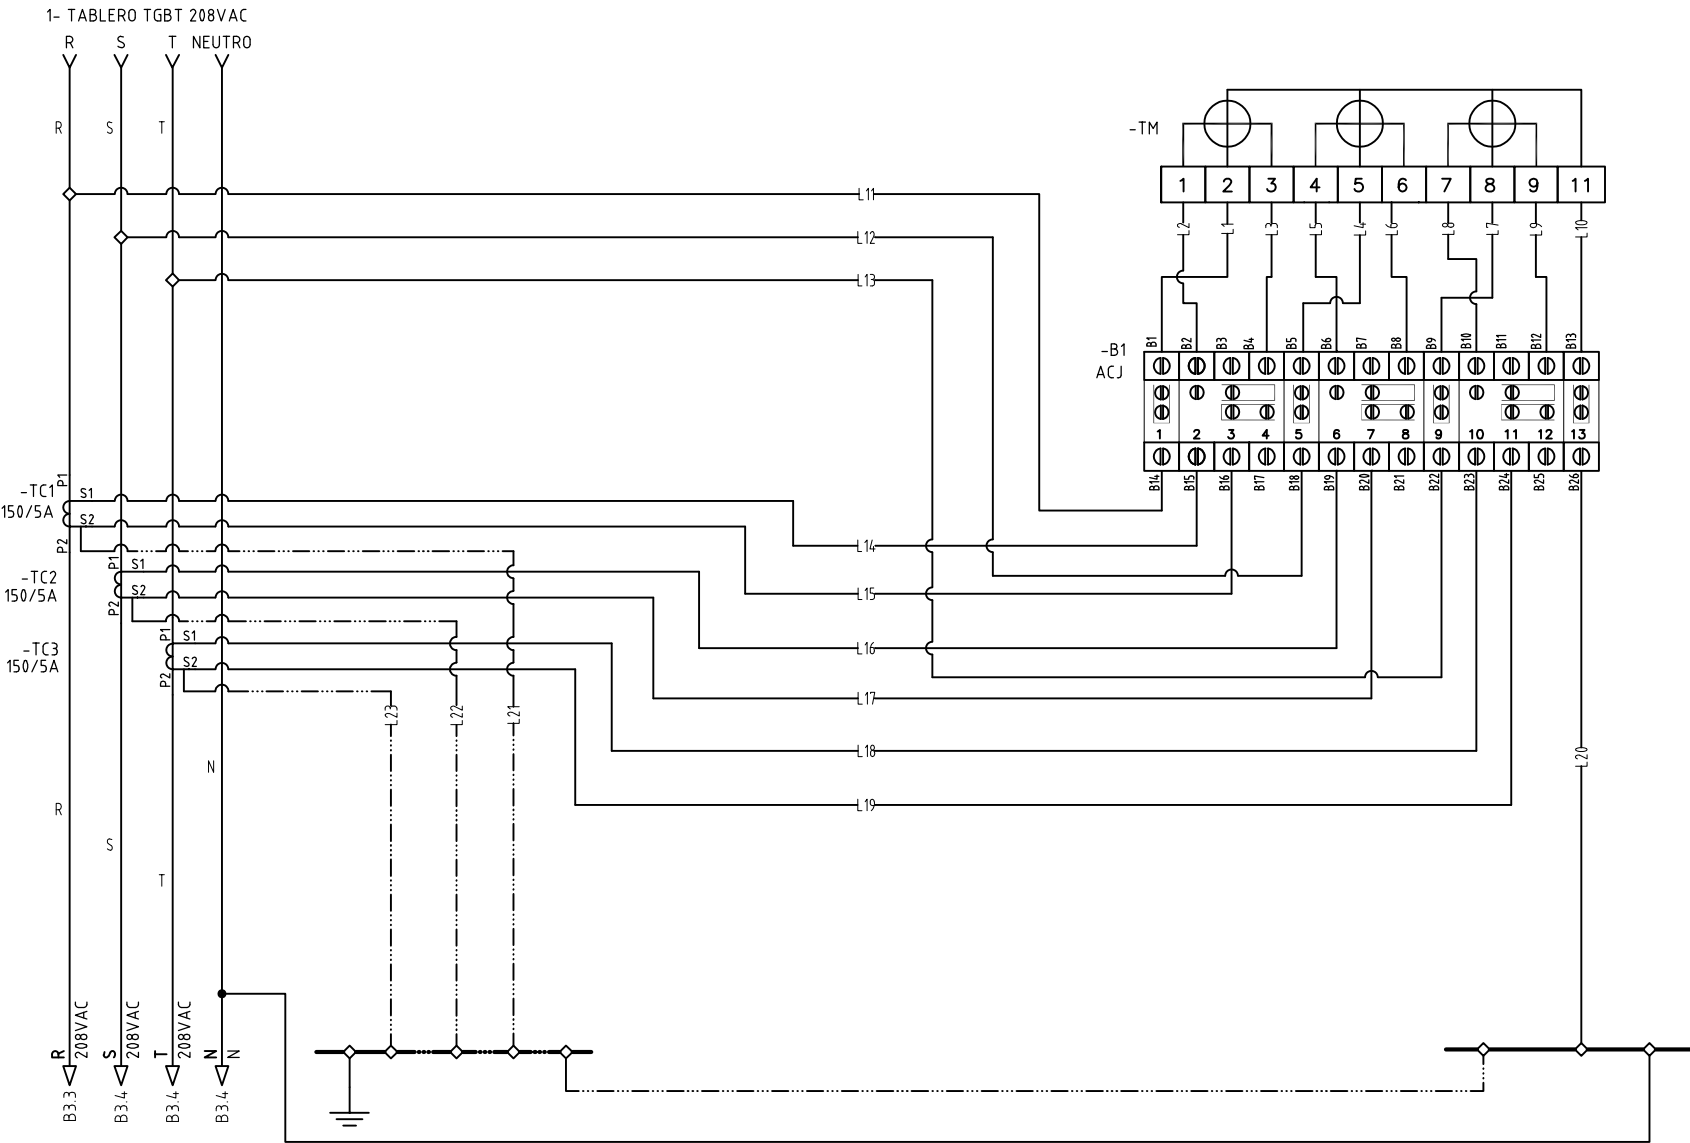 1- TABLERO TGBT 208VAC
R S T NEUTRO
R S T
-TM
1 2 3 4 5 6 7 8 9 11
L11
L12
L13
L2 L1 L3 L5 L4 L6 L8 L7 L9 L10
B1 B2 B3 B4 B5 B6 B7 B8 B9 B10 B11 B12 B13
-B1
ACJ
1 2 3 4 5 6 7 8 9 10 11 12 13
B14 B15 B16 B17 B18 B19 B20 B21 B22 B23 B24 B25 B26
P1
-TC1
150/5A
S1
S2
P2
L14
P1
-TC2
150/5A
S1
S2
P2
L15
P1
-TC3
150/5A
S1
S2
P2
L16
L17
L23 L22 L21
L18
L20
N
R
L19
S
T
R 208VAC
S 208VAC
T 208VAC
N N
B3.3 B3.4 B3.4 B3.4